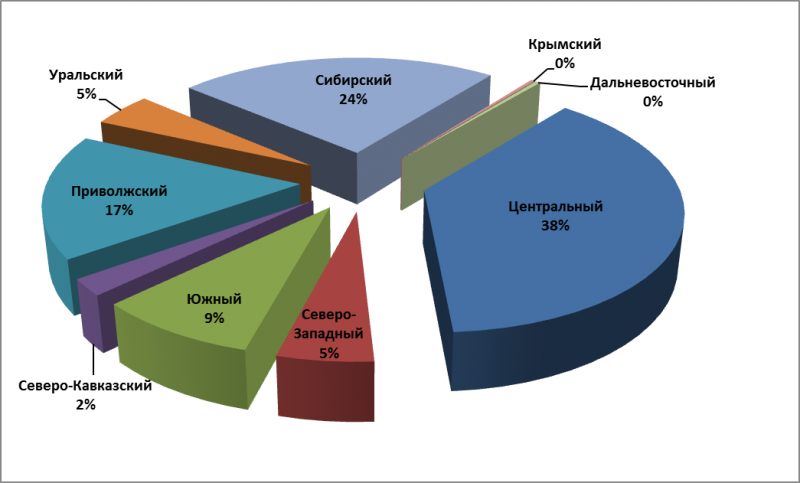 Крымский
0%
Дальневосточный
0%
Уральский
5%
Сибирский
24%
Приволжский
17%
Центральный
38%
Южный
9%
Северо-
Западный
5%
Северо-Кавказский
2%